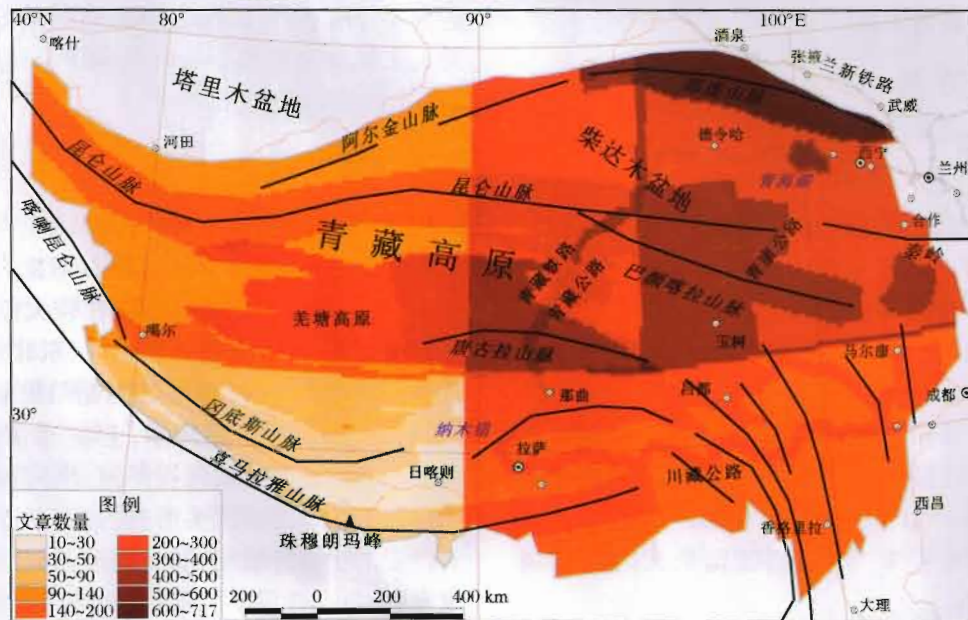 40°N
80°
90°
100°E
喀什
酒泉
张掖
兰新铁路
武威
塔里木盆地
阿尔金山脉
祁连山脉
河田
德令哈
柴达木盆地
西宁
兰州
青海湖
昆仑山脉
昆仑山脉
合作
秦岭
喀喇昆仑山脉
青藏高原
青藏铁路
青藏公路
青康公路
巴颜喀拉山脉
羌塘高原
噶尔
唐古拉山脉
玉树
马尔康
30°
那曲
昌都
成都
冈底斯山脉
纳木错
拉萨
喜马拉雅山脉
日喀则
川藏公路
西昌
珠穆朗玛峰
香格里拉
大理
图例
文章数量
10~30
30~50
50~90
90~140
140~200
200~300
300~400
400~500
500~600
600~717
200 0 200 400 km